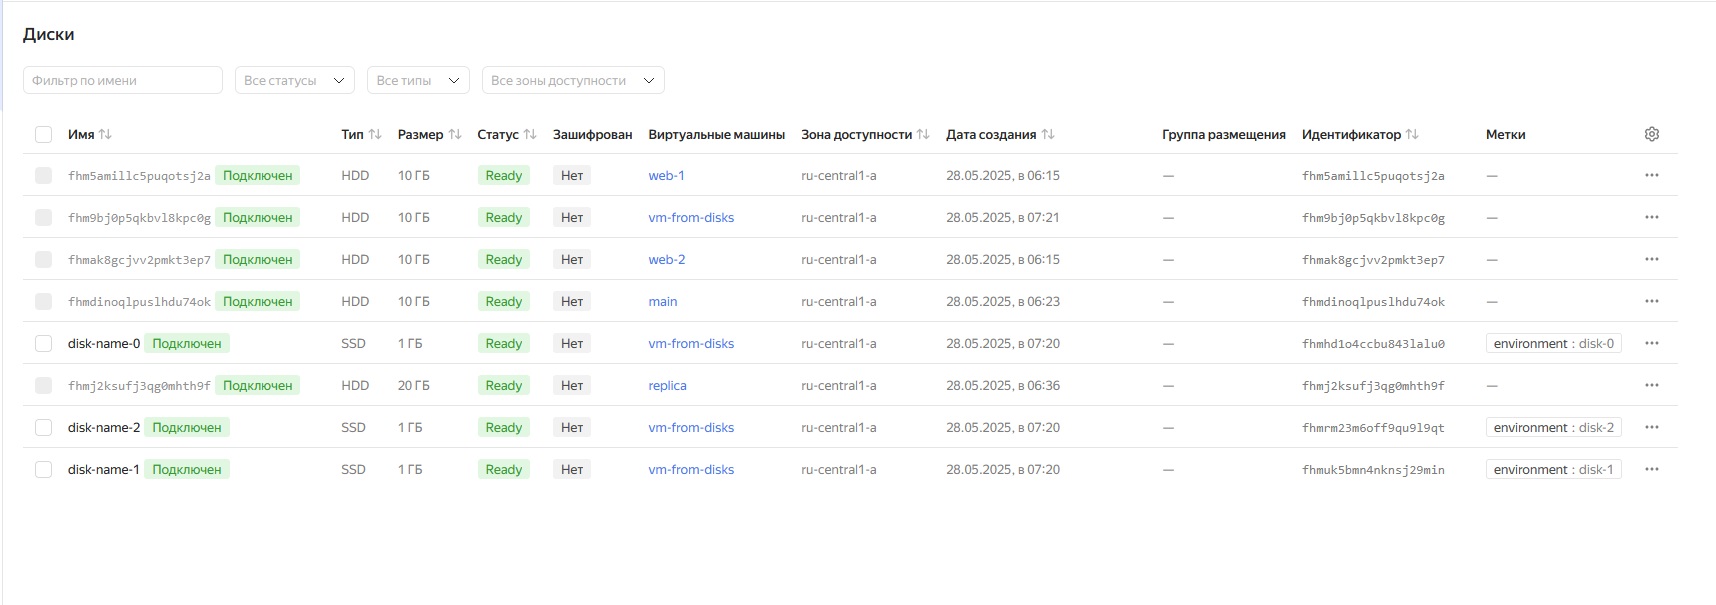 Диски
Фильтр по имени Все статусы Все типы Все зоны доступности
Имя Тип Размер Статус Зашифрован Виртуальные машины Зона доступности Дата создания Группа размещения Идентификатор Метки
fhm5amillc5puqotsj2a Подключен HDD 10 ГБ Ready Нет web-1 ru-central1-a 28.05.2025, в 06:15 — fhm5amillc5puqotsj2a —
fhm9bj0p5qkbvl8kpc0g Подключен HDD 10 ГБ Ready Нет vm-from-disks ru-central1-a 28.05.2025, в 07:21 — fhm9bj0p5qkbvl8kpc0g —
fhmak8gcjvv2pmkt3ep7 Подключен HDD 10 ГБ Ready Нет web-2 ru-central1-a 28.05.2025, в 06:15 — fhmak8gcjvv2pmkt3ep7 —
fhmdinoqlpuslhdu74ok Подключен HDD 10 ГБ Ready Нет main ru-central1-a 28.05.2025, в 06:23 — fhmdinoqlpuslhdu74ok —
disk-name-0 Подключен SSD 1 ГБ Ready Нет vm-from-disks ru-central1-a 28.05.2025, в 07:20 — fhmhd1o4ccbu843lalu0 environment : disk-0
fhmj2ksufj3qg0mhth9f Подключен HDD 20 ГБ Ready Нет replica ru-central1-a 28.05.2025, в 06:36 — fhmj2ksufj3qg0mhth9f —
disk-name-2 Подключен SSD 1 ГБ Ready Нет vm-from-disks ru-central1-a 28.05.2025, в 07:20 — fhmrm23m6off9qu9l9qt environment : disk-2
disk-name-1 Подключен SSD 1 ГБ Ready Нет vm-from-disks ru-central1-a 28.05.2025, в 07:20 — fhmuk5bmn4nknsj29min environment : disk-1